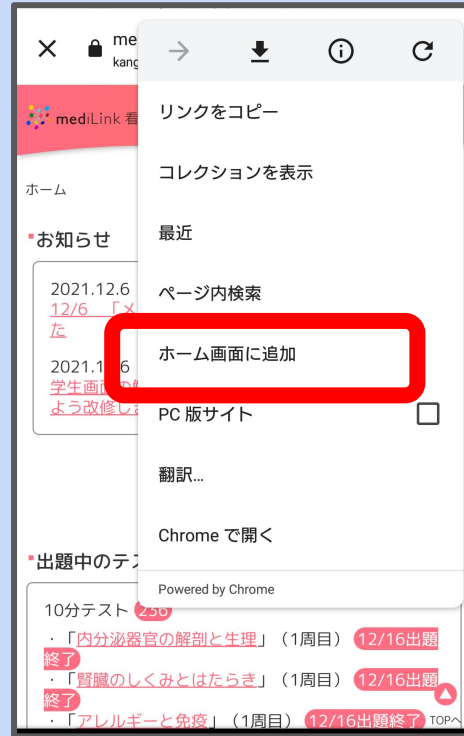 me
kang
リンクをコピー
mediLink 看
コレクションを表示
ホーム
最近
お知らせ
ページ内検索
2021.12.6
12/6 「メ
た
ホーム画面に追加
学生画面の
よう改修し
PC 版サイト
翻訳...
Chrome で開く
出題中のテ
Powered by Chrome
10分テスト 236
・「内分泌器官の解剖と生理」（1周目） 12/16出題
終了
・「腎臓のしくみとはたらき」（1周目） 12/16出題
終了
・「アレルギーと免疫」（1周目） 12/16出題終了 TOPへ